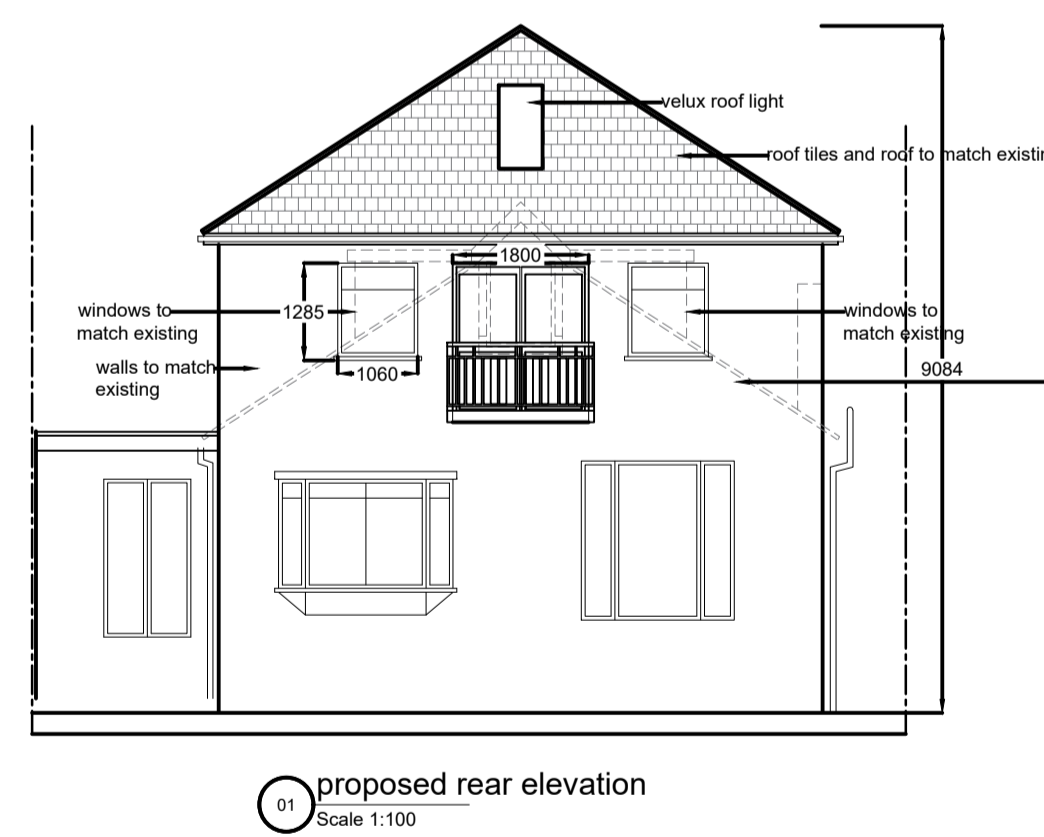 velux roof light
roof tiles and roof to match existin
1800
windows to
match existing
1285
windows to
match existing
walls to match
existing
1060
9084
01
proposed rear elevation
Scale 1:100